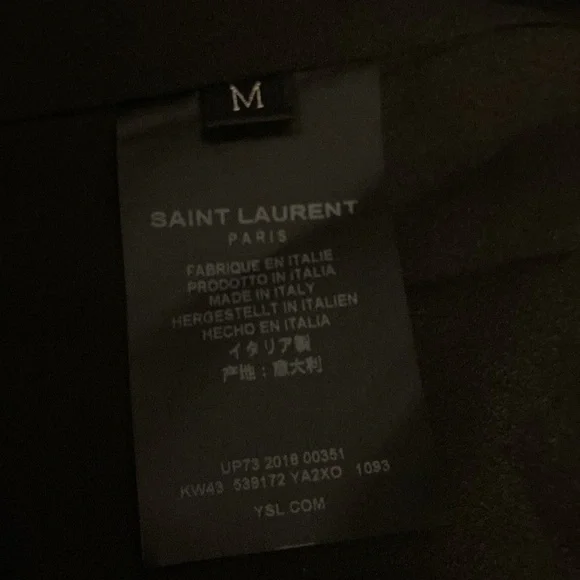 M
SAINT LAURENT
PARIS
FABRIQUE EN ITALIE
PRODOTTO IN ITALIA
MADE IN ITALY
HERGESTELLT IN ITALIEN
HECHO EN ITALIA
イタリア製
产地：意大利
UP73 2018 00351
KW43 539172 YA2XO 1093
YSL.COM